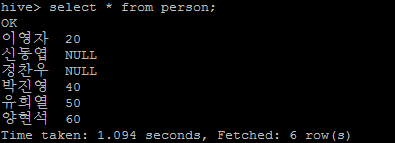 hive> select * from person;
OK
이영자 20
신동엽 NULL
정찬우 NULL
박진영 40
유희열 50
양현석 60
Time taken: 1.094 seconds, Fetched: 6 row(s)